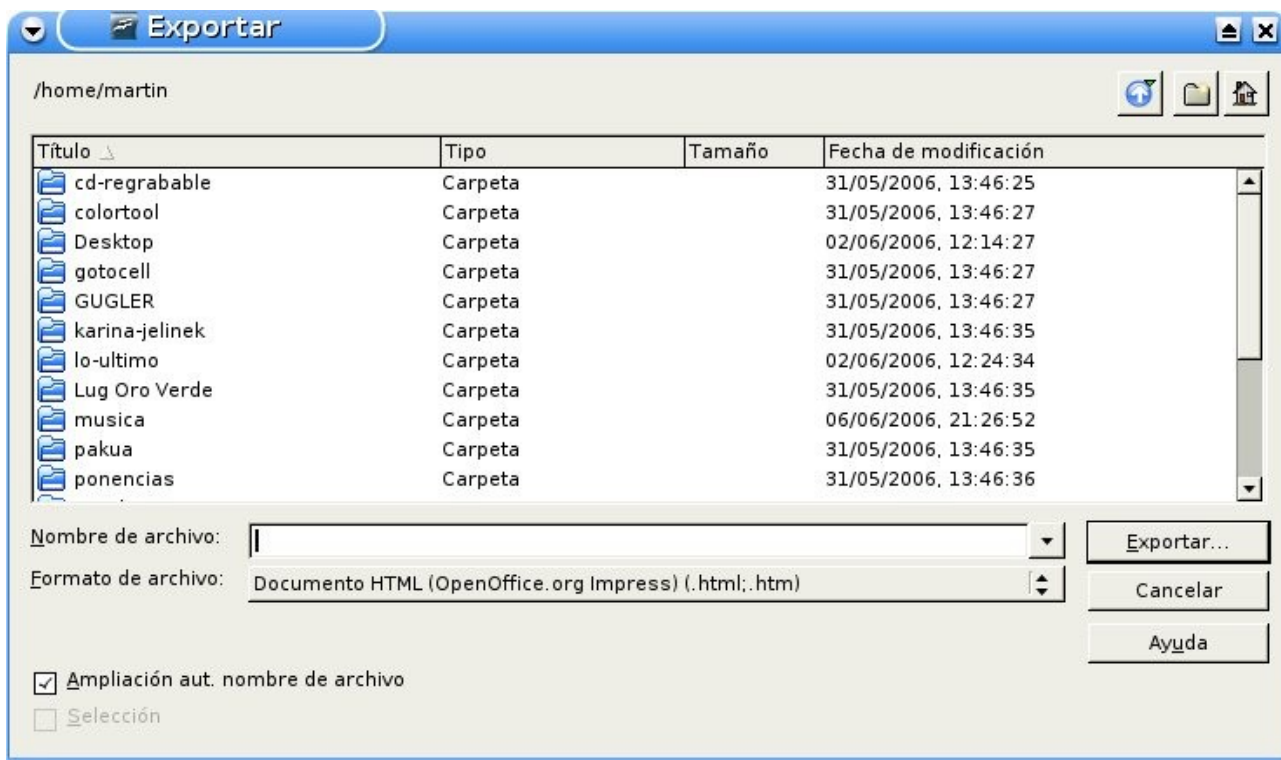 Exportar
/home/martin
Título Tipo Tamaño Fecha de modificación
cd-regrabable Carpeta 31/05/2006, 13:46:25
colortool Carpeta 31/05/2006, 13:46:27
Desktop Carpeta 02/06/2006, 12:14:27
gotocell Carpeta 31/05/2006, 13:46:27
GUGLER Carpeta 31/05/2006, 13:46:27
karina-jelinek Carpeta 31/05/2006, 13:46:35
lo-ultimo Carpeta 02/06/2006, 12:24:34
Lug Oro Verde Carpeta 31/05/2006, 13:46:35
musica Carpeta 06/06/2006, 21:26:52
pakua Carpeta 31/05/2006, 13:46:35
ponencias Carpeta 31/05/2006, 13:46:36
Nombre de archivo: Exportar...
Formato de archivo: Documento HTML (OpenOffice.org Impress) (.html;.htm)
Cancelar
Ayuda
Ampliación aut. nombre de archivo
Selección